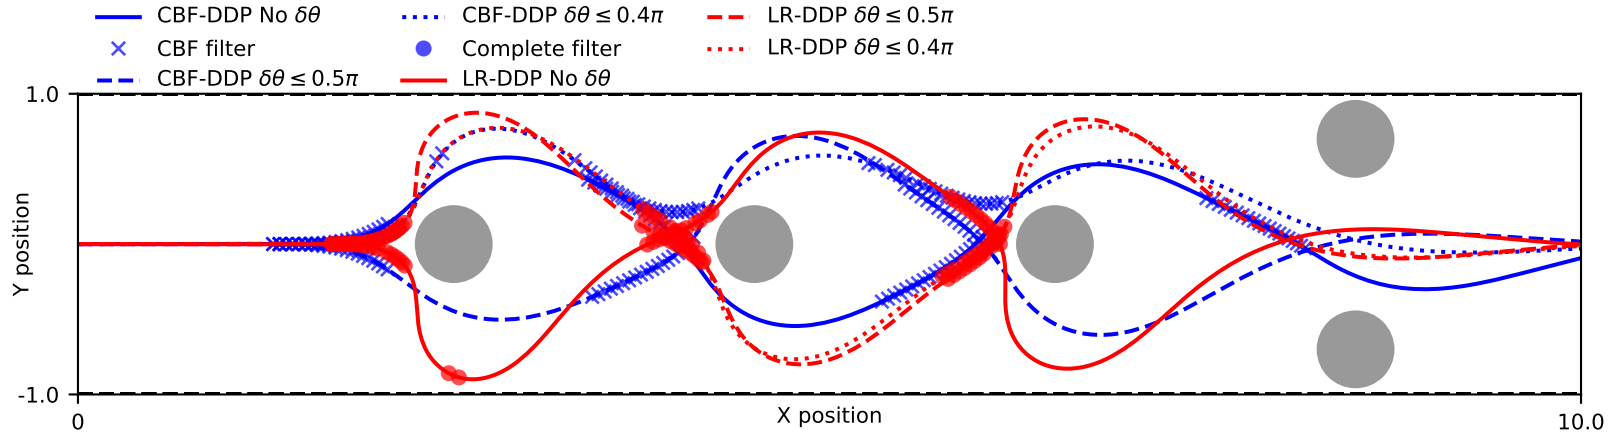 CBF-DDP No δθ
CBF filter
CBF-DDP δθ ≤ 0.5π
CBF-DDP δθ ≤ 0.4π
Complete filter
LR-DDP No δθ
LR-DDP δθ ≤ 0.5π
LR-DDP δθ ≤ 0.4π
1.0
Y position
-1.0
0
X position
10.0